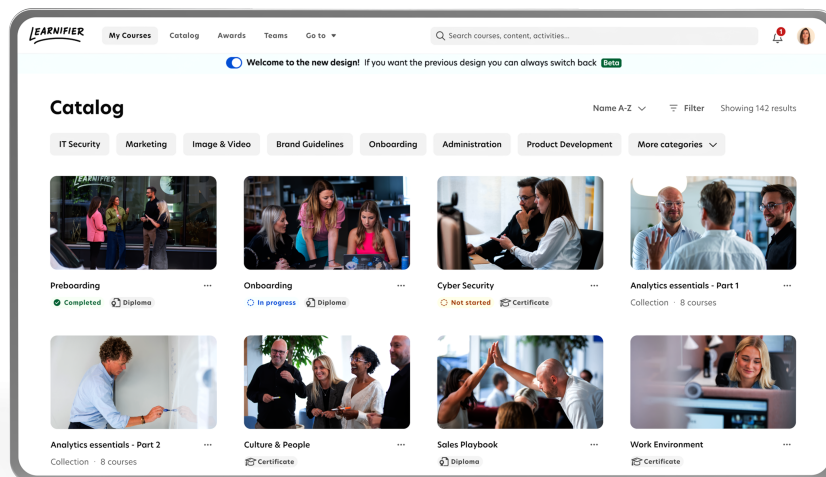 LEARNIFIER
My Courses Catalog Awards Teams Go to
Search courses, content, activities...
1
Welcome to the new design! If you want the previous design you can always switch back Beta
Catalog
Name A-Z Filter Showing 142 results
IT Security Marketing Image & Video Brand Guidelines Onboarding Administration Product Development More categories
LEARNIFIER
Preboarding ...
Completed Diploma
Onboarding ...
In progress Diploma
Cyber Security ...
Not started Certificate
Analytics essentials - Part 1 ...
Collection · 8 courses
Analytics essentials - Part 2 ...
Collection · 8 courses
Culture & People ...
Certificate
Sales Playbook ...
Diploma
Work Environment ...
Certificate